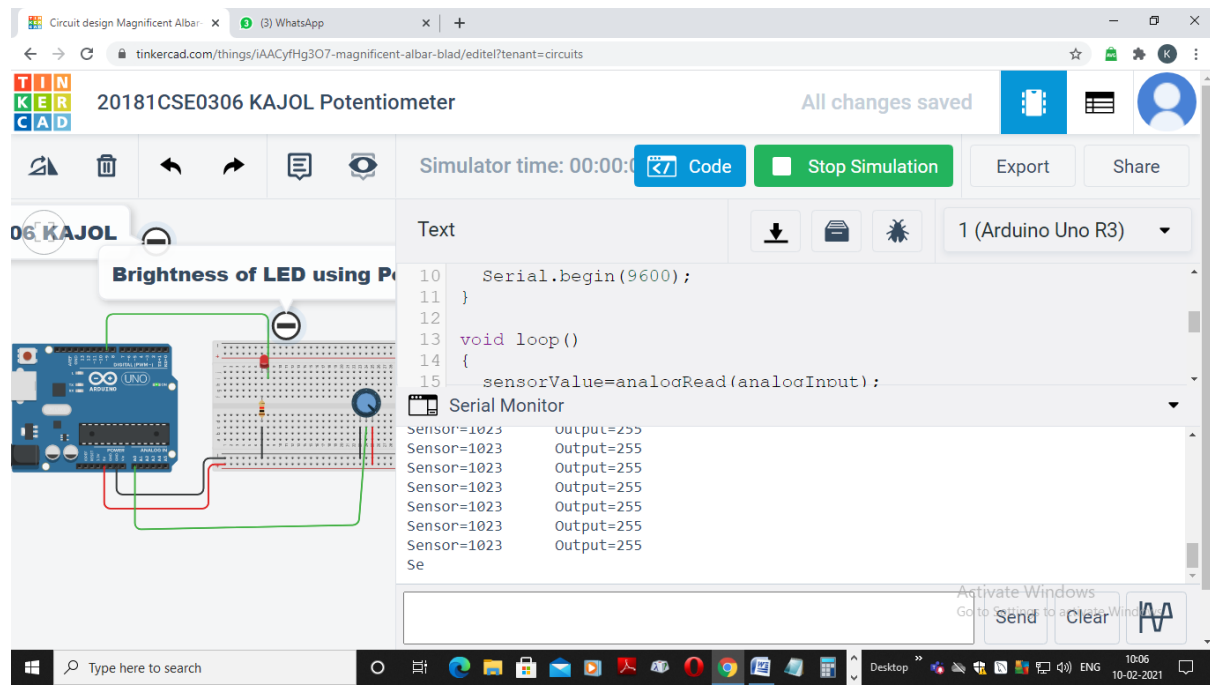 Circuit design Magnificent Albar-
(3) WhatsApp
tinkercad.com/things/iAACyfHg3O7-magnificent-albar-blad/editel?tenant=circuits
K
TIN
KER
CAD
20181CSE0306 KAJOL Potentiometer
All changes saved
Simulator time: 00:00:0
Code
Stop Simulation
Export
Share
06 KAJOL
Brightness of LED using P
Text
1 (Arduino Uno R3)
10 Serial.begin(9600);
11 }
12
13 void loop()
14 {
15 sensorValue=analogRead(analogInput);
Serial Monitor
Sensor=1023 Output=255
Sensor=1023 Output=255
Sensor=1023 Output=255
Sensor=1023 Output=255
Sensor=1023 Output=255
Sensor=1023 Output=255
Sensor=1023 Output=255
Se
DIGITAL (PWM~)
UNO
ARDUINO
POWER
ANALOG IN
Activate Windows
Go to Settings to activate Windows.
Send
Clear
Type here to search
Desktop
ENG
10:06
10-02-2021